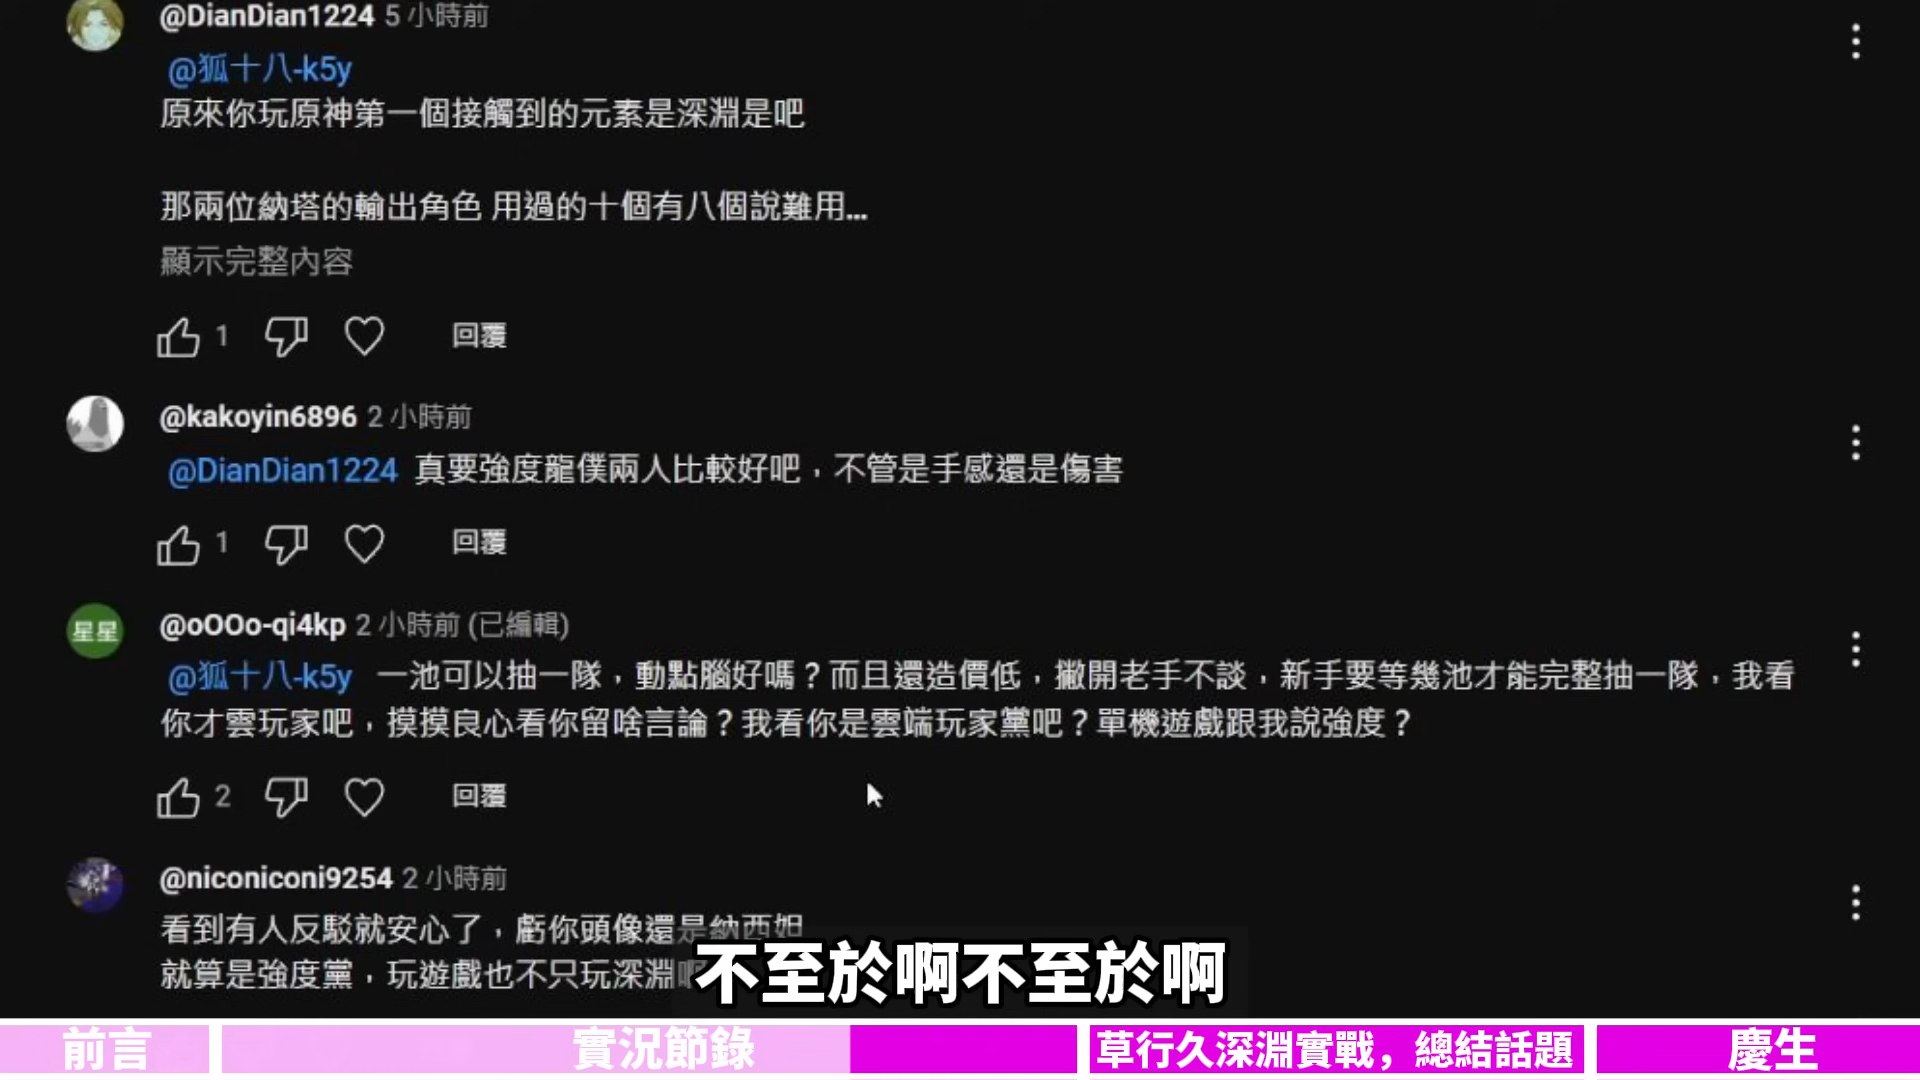 @DianDian1224 5 小時前
@狐十八-k5y
原來你玩原神第一個接觸到的元素是深淵是吧
那兩位納塔的輸出角色 用過的十個有八個說難用...
顯示完整內容
1 回覆
@kakoyin6896 2 小時前
@DianDian1224 真要強度龍僕兩人比較好吧，不管是手感還是傷害
1 回覆
星星
@oOOo-qi4kp 2 小時前 (已編輯)
@狐十八-k5y 一池可以抽一隊，動點腦好嗎？而且還造價低，撇開老手不談，新手要等幾池才能完整抽一隊，我看
你才雲玩家吧，摸摸良心看你留啥言論？我看你是雲端玩家黨吧？單機遊戲跟我說強度？
2 回覆
@niconiconi9254 2 小時前
看到有人反駁就安心了，虧你頭像還是納西妲
就算是強度黨，玩遊戲也不只玩深淵
不至於啊不至於啊
前言 實況節錄 草行久深淵實戰，總結話題 慶生